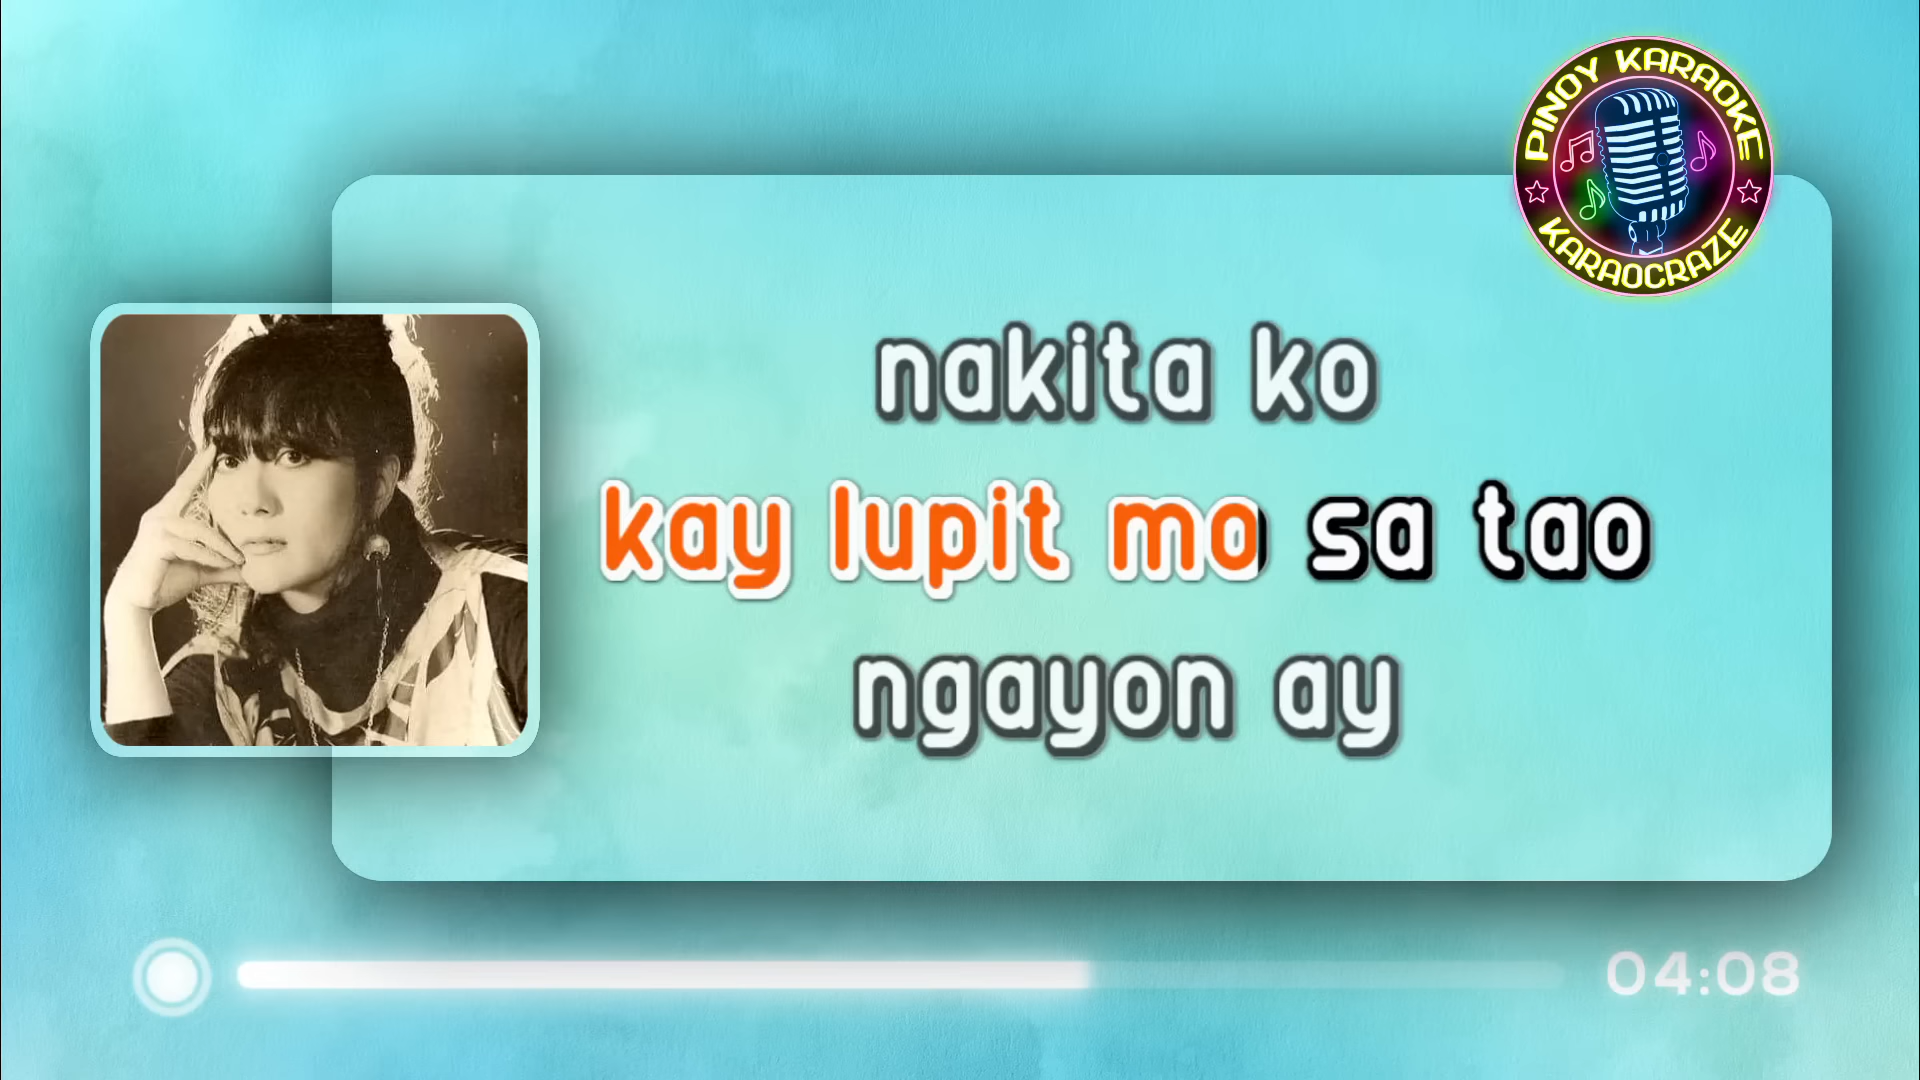 PINOY KARAOKE
KARAOCRAZE
nakita ko
kay lupit mo sa tao
ngayon ay
04:08